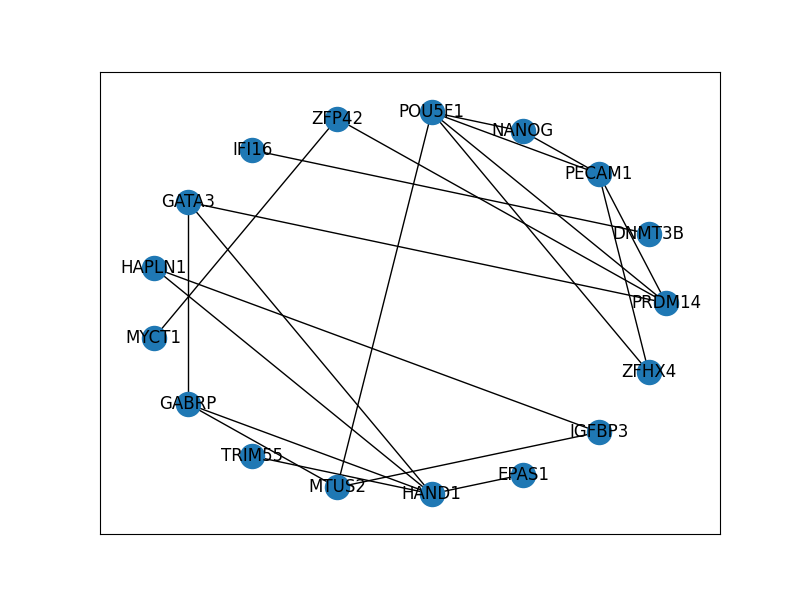 POU5F1
ZFP42
NANOG
IFI16
PECAM1
GATA3
DNMT3B
HAPLN1
PRDM14
MYCT1
ZFHX4
GABRP
IGFBP3
TRIM55
EPAS1
MTUS2
HAND1